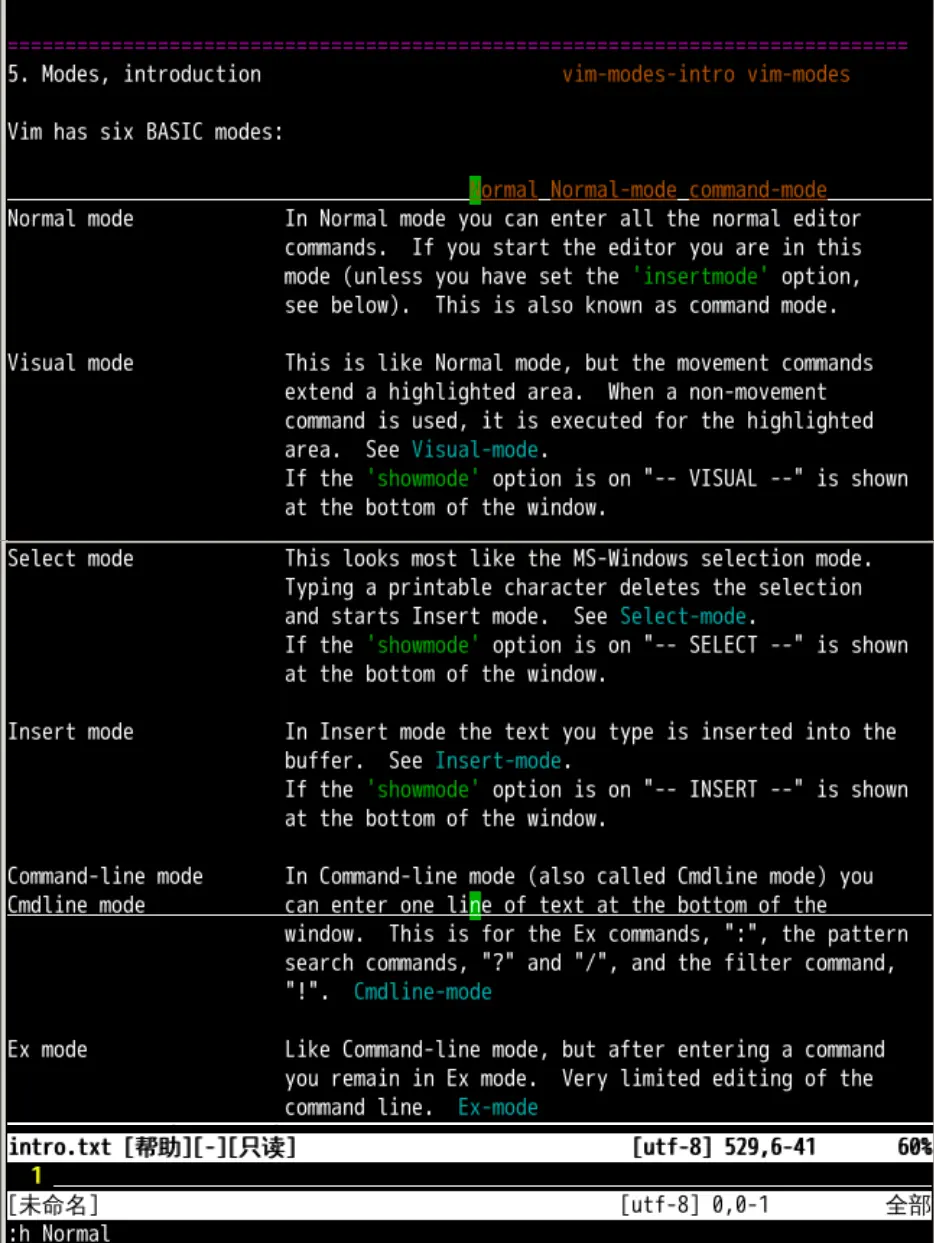 ==============================================================================
5. Modes, introduction vim-modes-intro vim-modes
Vim has six BASIC modes:
Normal Normal-mode command-mode
Normal mode In Normal mode you can enter all the normal editor
commands. If you start the editor you are in this
mode (unless you have set the 'insertmode' option,
see below). This is also known as command mode.
Visual mode This is like Normal mode, but the movement commands
extend a highlighted area. When a non-movement
command is used, it is executed for the highlighted
area. See Visual-mode.
If the 'showmode' option is on "-- VISUAL --" is shown
at the bottom of the window.
Select mode This looks most like the MS-Windows selection mode.
Typing a printable character deletes the selection
and starts Insert mode. See Select-mode.
If the 'showmode' option is on "-- SELECT --" is shown
at the bottom of the window.
Insert mode In Insert mode the text you type is inserted into the
buffer. See Insert-mode.
If the 'showmode' option is on "-- INSERT --" is shown
at the bottom of the window.
Command-line mode In Command-line mode (also called Cmdline mode) you
Cmdline mode can enter one line of text at the bottom of the
window. This is for the Ex commands, ":", the pattern
search commands, "?" and "/", and the filter command,
"!". Cmdline-mode
Ex mode Like Command-line mode, but after entering a command
you remain in Ex mode. Very limited editing of the
command line. Ex-mode
intro.txt [帮助][-][只读] [utf-8] 529,6-41 60%
1
[未命名] [utf-8] 0,0-1 全部
:h Normal